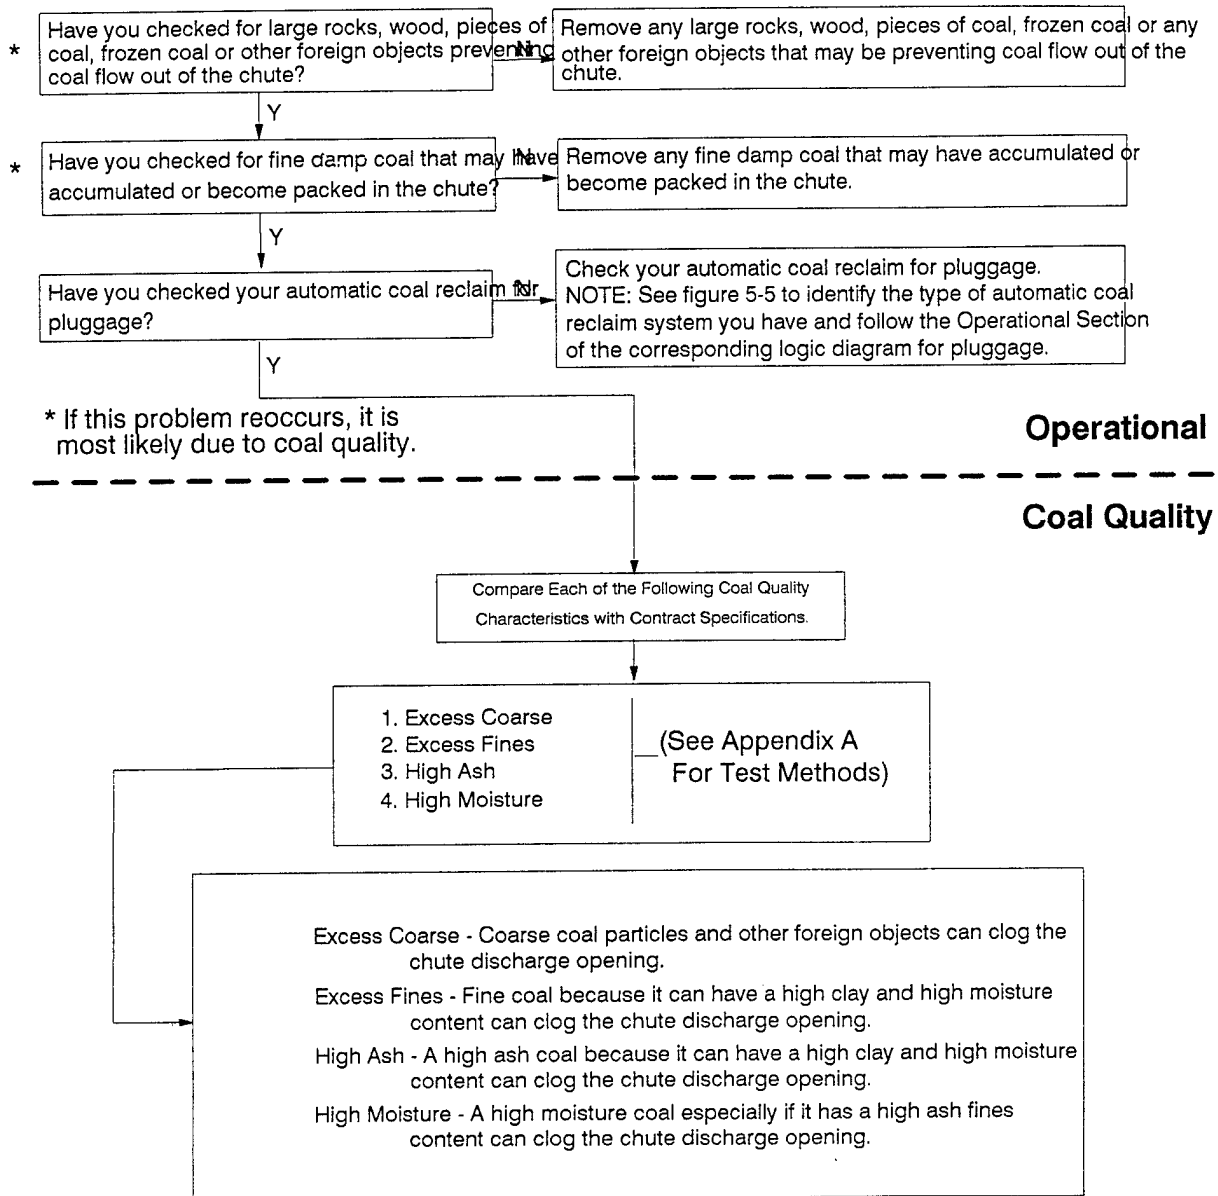 * Have you checked for large rocks, wood, pieces of
coal, frozen coal or other foreign objects preventing
coal flow out of the chute?
N
Remove any large rocks, wood, pieces of coal, frozen coal or any
other foreign objects that may be preventing coal flow out of the
chute.
Y
* Have you checked for fine damp coal that may have
accumulated or become packed in the chute?
N
Remove any fine damp coal that may have accumulated or
become packed in the chute.
Y
Have you checked your automatic coal reclaim for
pluggage?
N
Check your automatic coal reclaim for pluggage.
NOTE: See figure 5-5 to identify the type of automatic coal
reclaim system you have and follow the Operational Section
of the corresponding logic diagram for pluggage.
Y
* If this problem reoccurs, it is
most likely due to coal quality.
Operational
Coal Quality
Compare Each of the Following Coal Quality
Characteristics with Contract Specifications.
1. Excess Coarse
2. Excess Fines
3. High Ash
4. High Moisture
(See Appendix A
For Test Methods)
Excess Coarse - Coarse coal particles and other foreign objects can clog the
chute discharge opening.
Excess Fines - Fine coal because it can have a high clay and high moisture
content can clog the chute discharge opening.
High Ash - A high ash coal because it can have a high clay and high moisture
content can clog the chute discharge opening.
High Moisture - A high moisture coal especially if it has a high ash fines
content can clog the chute discharge opening.